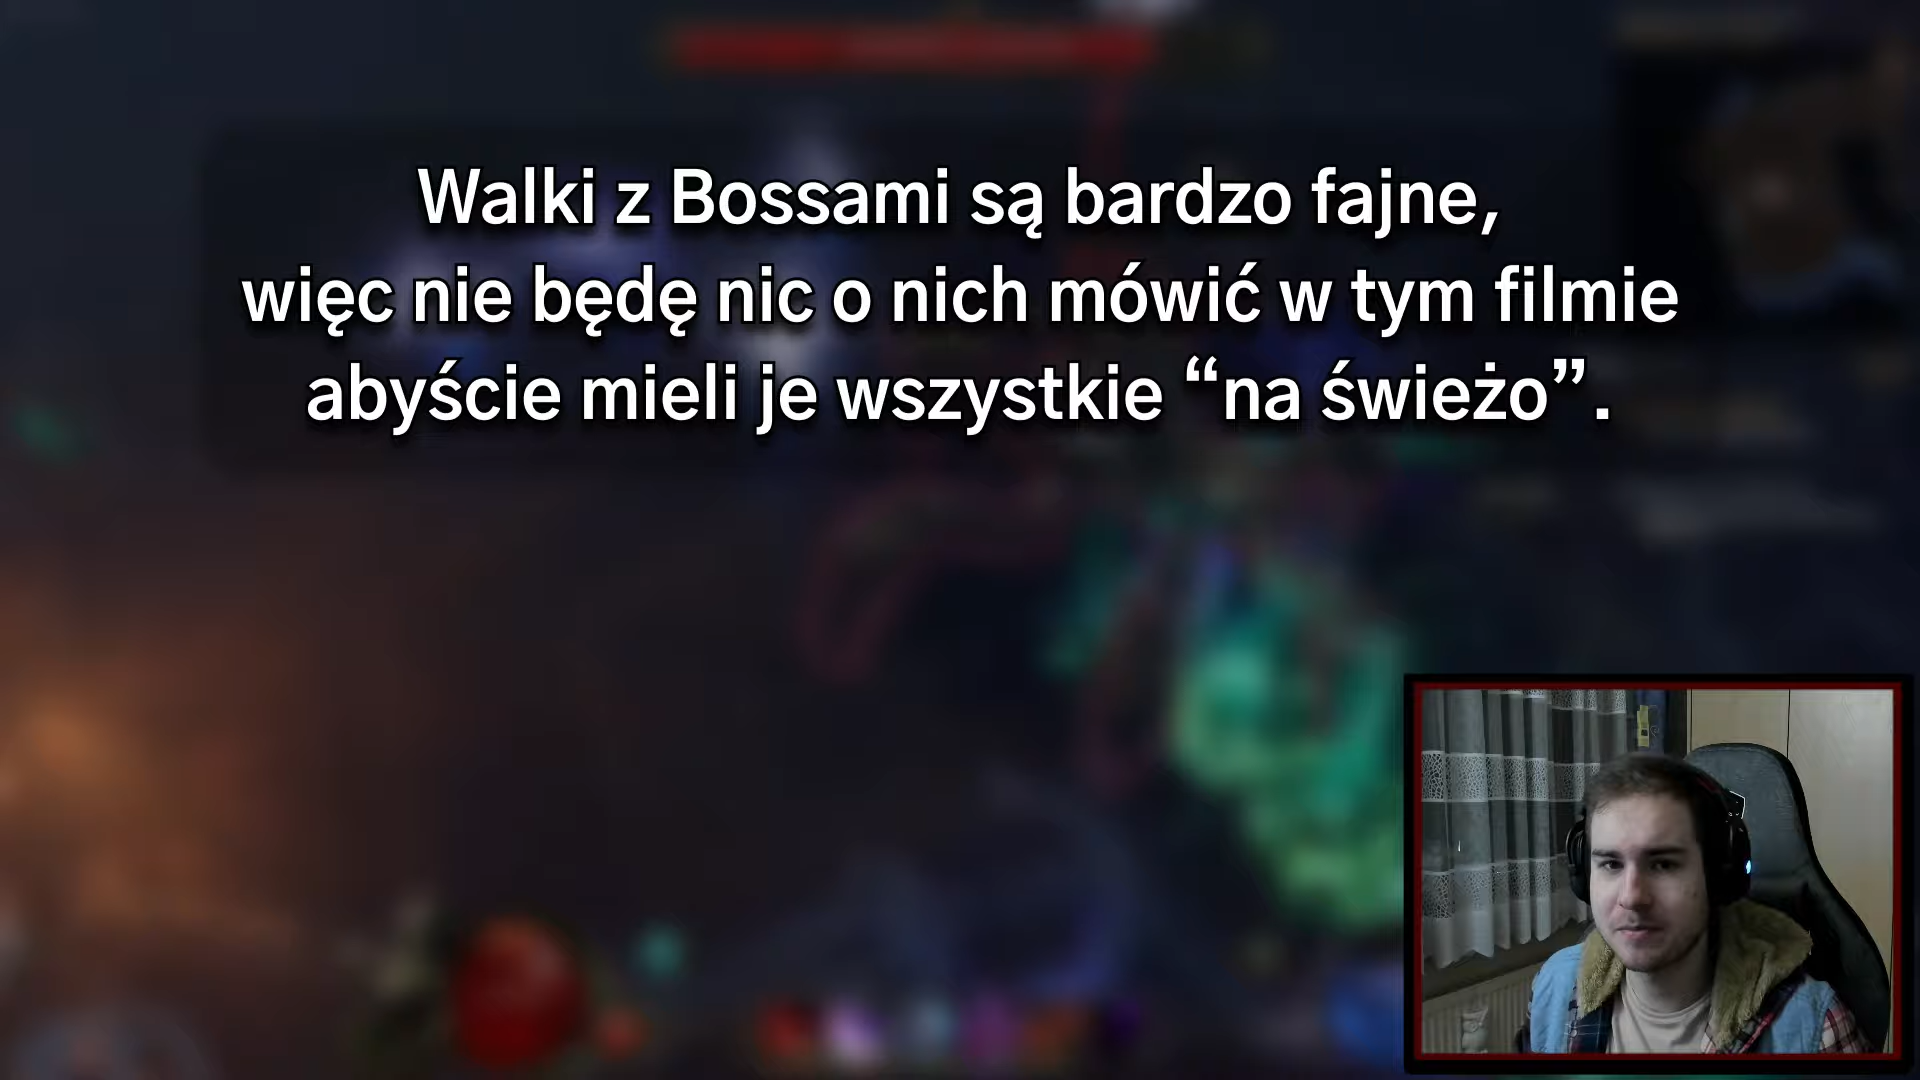 Walki z Bossami są bardzo fajne,
więc nie będę nic o nich mówić w tym filmie
abyście mieli je wszystkie “na świeżo”.